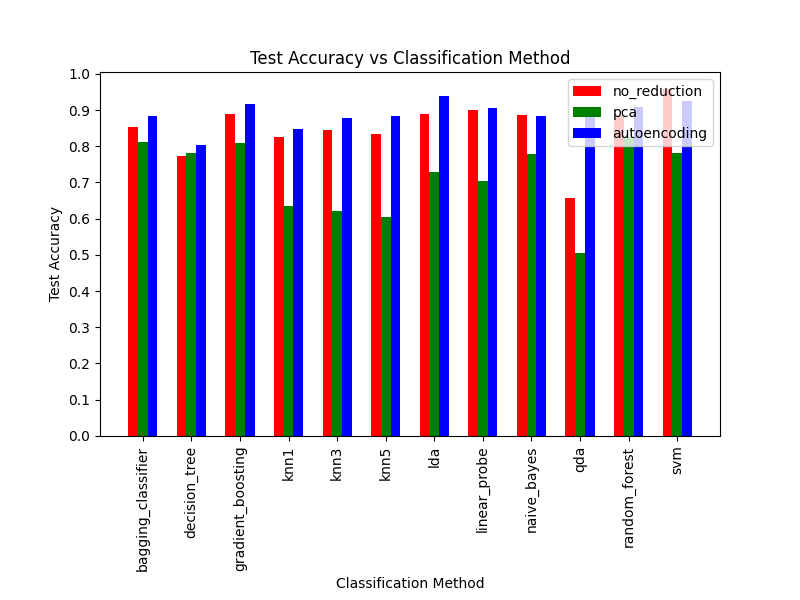 Test Accuracy vs Classification Method
no_reduction
pca
autoencoding
Test Accuracy
1.0
0.9
0.8
0.7
0.6
0.5
0.4
0.3
0.2
0.1
0.0
bagging_classifier
decision_tree
gradient_boosting
knn1
knn3
knn5
lda
linear_probe
naive_bayes
qda
random_forest
svm
Classification Method